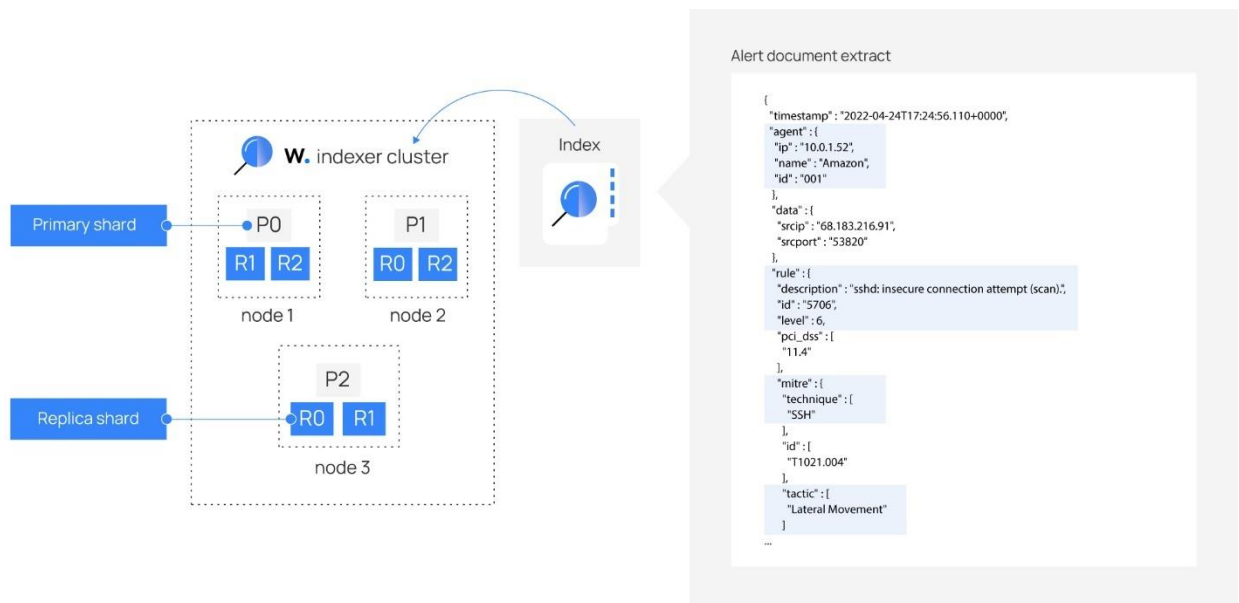 Alert document extract
{
"timestamp" : "2022-04-24T17:24:56.110+0000",
"agent" : {
"ip" : "10.0.1.52",
"name" : "Amazon",
"id" : "001"
},
"data" : {
"srcip" : "68.183.216.91",
"srcport" : "53820"
},
"rule" : {
"description" : "sshd: insecure connection attempt (scan).",
"id" : "5706",
"level" : 6,
"pci_dss" : [
"11.4"
],
"mitre" : {
"technique" : [
"SSH"
],
"id" : [
"T1021.004"
],
"tactic" : [
"Lateral Movement"
]
...
Index
W. indexer cluster
Primary shard
P0
R1 R2
node 1
P1
R0 R2
node 2
Replica shard
P2
R0 R1
node 3